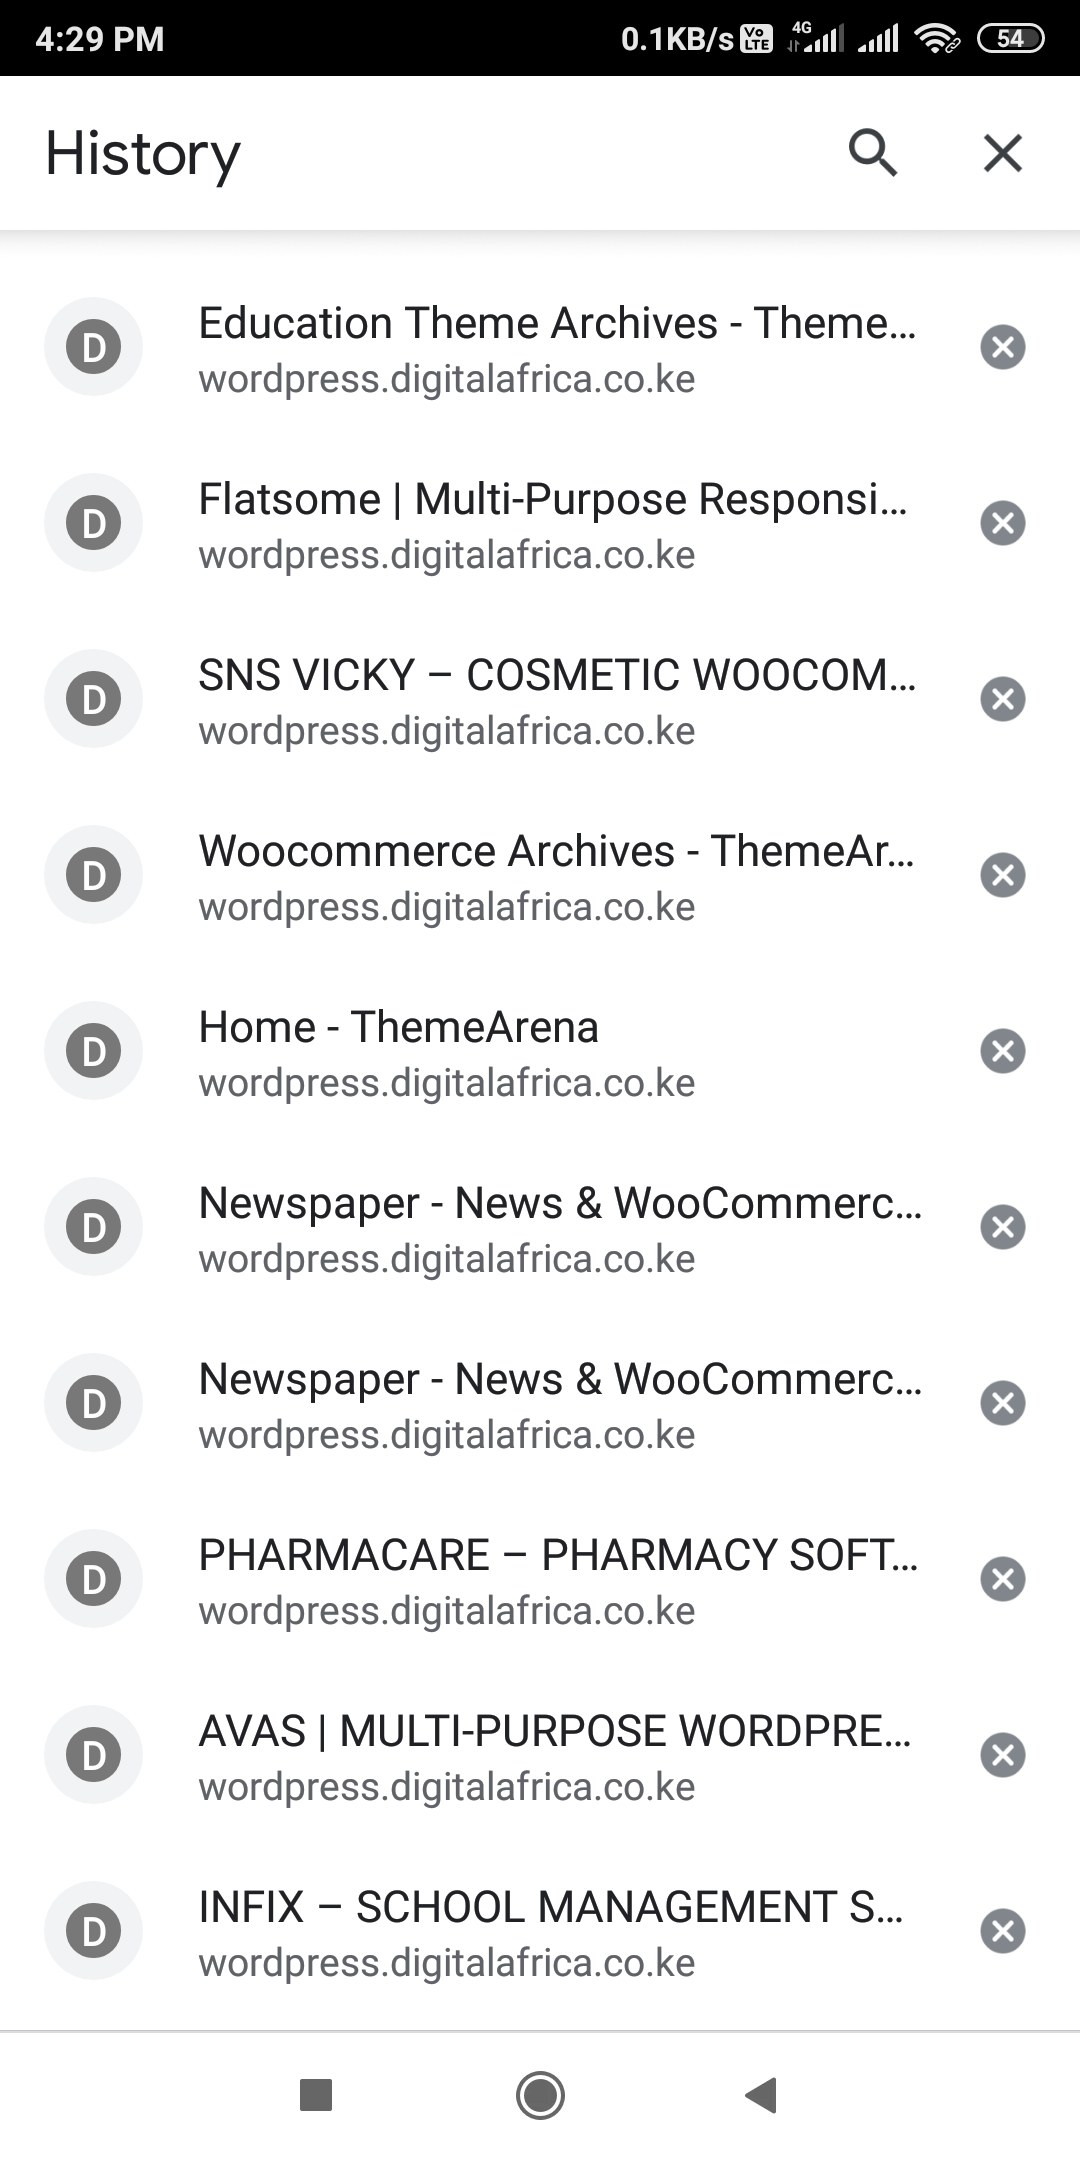 4:29 PM 0.1KB/s Vo LTE 4G 54
History
Education Theme Archives - Theme...
D
wordpress.digitalafrica.co.ke
Flatsome | Multi-Purpose Responsi...
D
wordpress.digitalafrica.co.ke
SNS VICKY – COSMETIC WOOCOM...
D
wordpress.digitalafrica.co.ke
Woocommerce Archives - ThemeAr...
D
wordpress.digitalafrica.co.ke
Home - ThemeArena
D
wordpress.digitalafrica.co.ke
Newspaper - News & WooCommerc...
D
wordpress.digitalafrica.co.ke
Newspaper - News & WooCommerc...
D
wordpress.digitalafrica.co.ke
PHARMACARE – PHARMACY SOFT...
D
wordpress.digitalafrica.co.ke
AVAS | MULTI-PURPOSE WORDPRE...
D
wordpress.digitalafrica.co.ke
INFIX – SCHOOL MANAGEMENT S...
D
wordpress.digitalafrica.co.ke